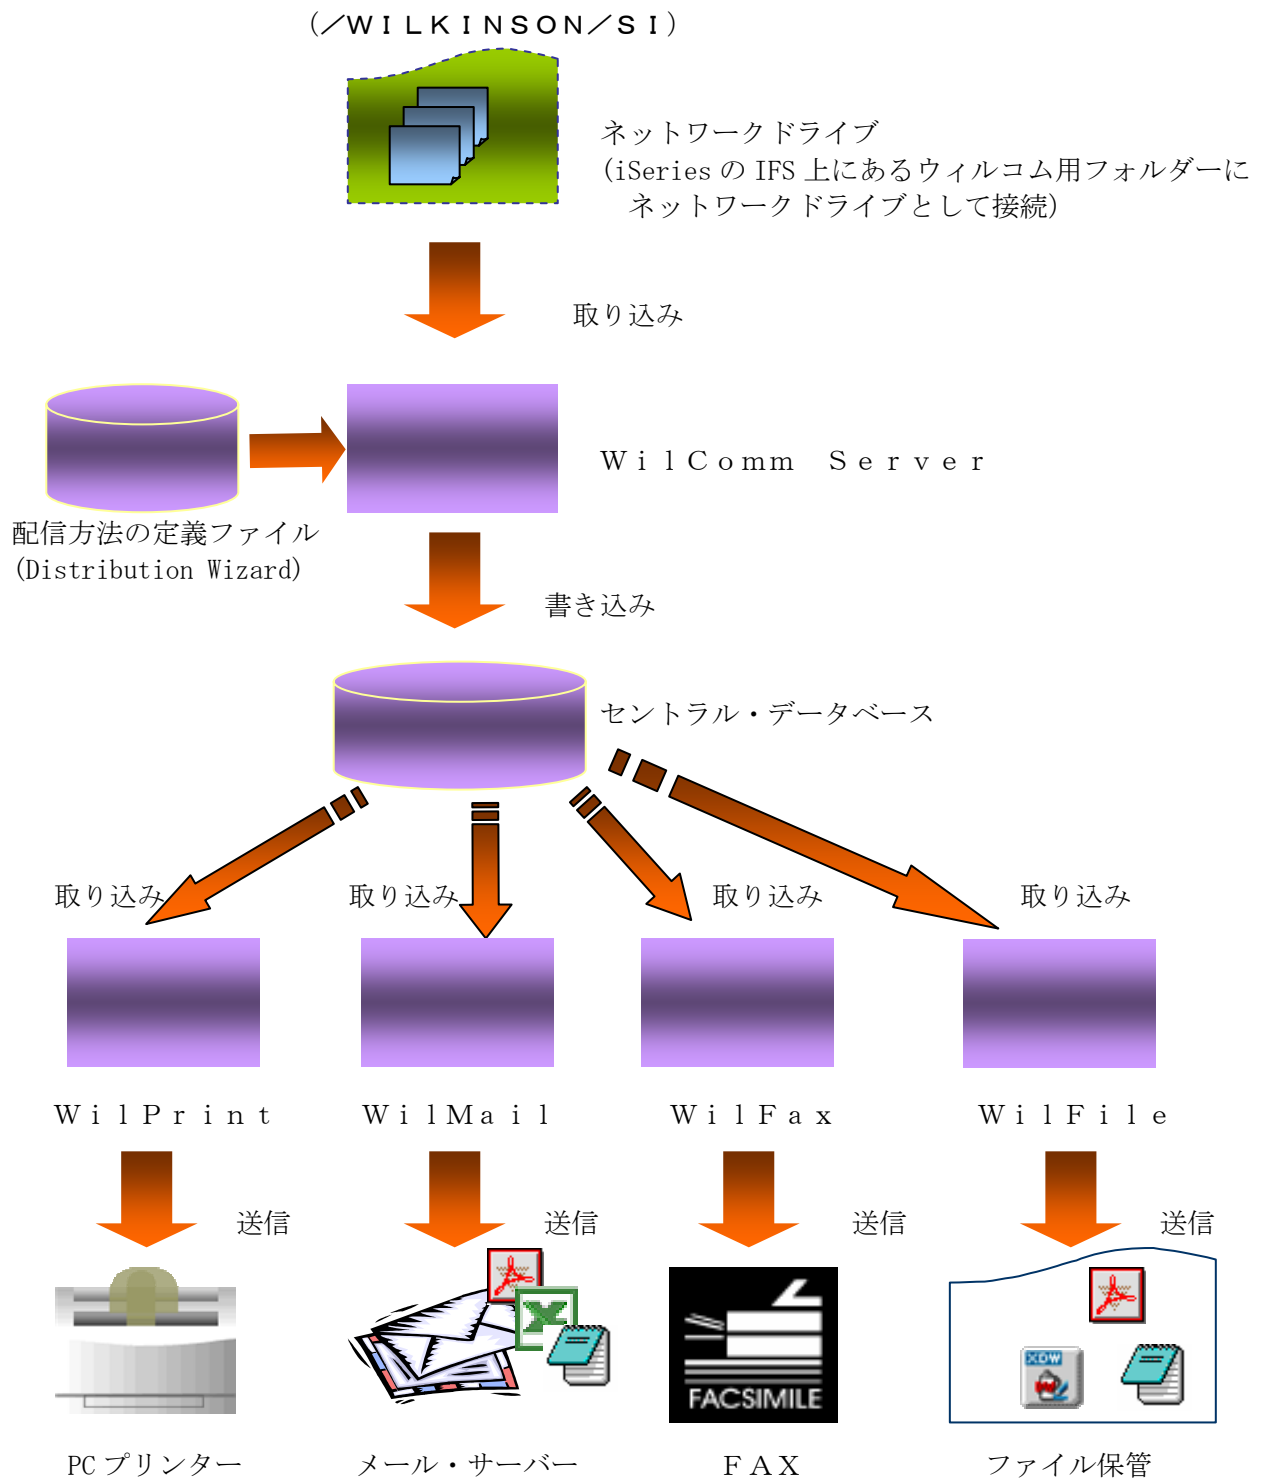 (／ＷＩＬＫＩＮＳＯＮ／ＳＩ)
ネットワークドライブ
(iSeries の IFS 上にあるウィルコム用フォルダーに
ネットワークドライブとして接続)
取り込み
ＷｉｌＣｏｍｍ　Ｓｅｒｖｅｒ
配信方法の定義ファイル
(Distribution Wizard)
書き込み
セントラル・データベース
取り込み
取り込み
取り込み
取り込み
ＷｉｌＰｒｉｎｔ
ＷｉｌＭａｉｌ
ＷｉｌＦａｘ
ＷｉｌＦｉｌｅ
送信
送信
送信
送信
XDW
FACSIMILE
PC プリンター
メール・サーバー
ＦＡＸ
ファイル保管